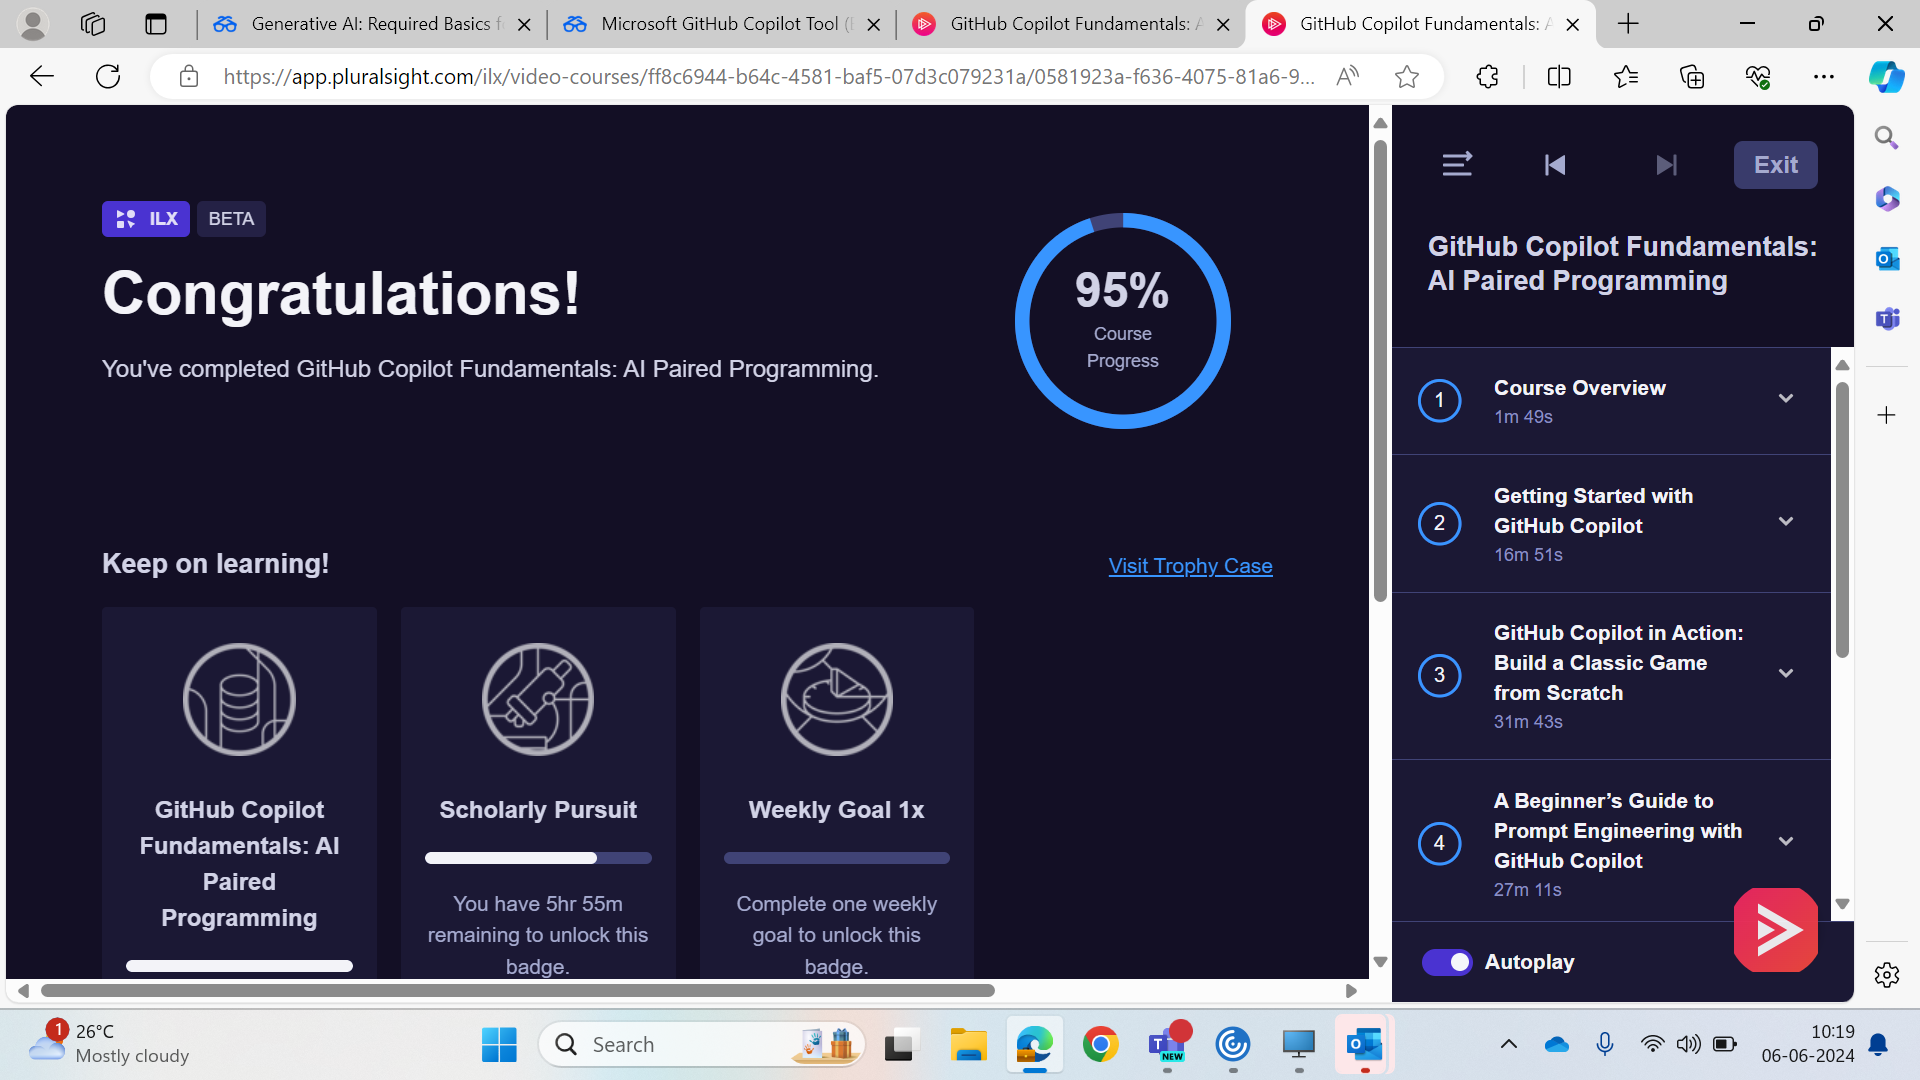 Generative AI: Required Basics f
Microsoft GitHub Copilot Tool (
GitHub Copilot Fundamentals: A
GitHub Copilot Fundamentals: A
https://app.pluralsight.com/ilx/video-courses/ff8c6944-b64c-4581-baf5-07d3c079231a/0581923a-f636-4075-81a6-9...
ILX
BETA
Congratulations!
You've completed GitHub Copilot Fundamentals: AI Paired Programming.
95%
Course
Progress
Keep on learning!
Visit Trophy Case
GitHub Copilot
Fundamentals: AI
Paired
Programming
Scholarly Pursuit
You have 5hr 55m
remaining to unlock this
badge.
Weekly Goal 1x
Complete one weekly
goal to unlock this
badge.
Exit
GitHub Copilot Fundamentals:
AI Paired Programming
1
Course Overview
1m 49s
2
Getting Started with
GitHub Copilot
16m 51s
3
GitHub Copilot in Action:
Build a Classic Game
from Scratch
31m 43s
4
A Beginner’s Guide to
Prompt Engineering with
GitHub Copilot
27m 11s
Autoplay
1
26°C
Mostly cloudy
Search
NEW
10:19
06-06-2024